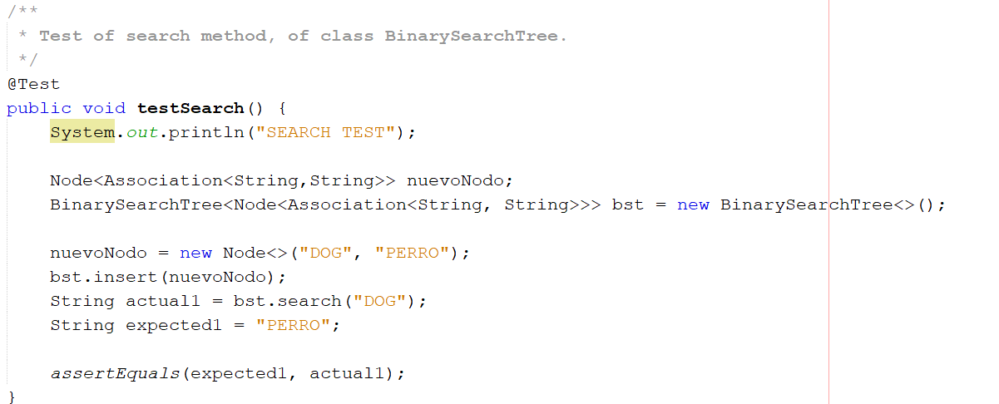 /**
 * Test of search method, of class BinarySearchTree.
 */
@Test
public void testSearch() {
    System.out.println("SEARCH TEST");
    Node<Association<String,String>> nuevoNodo;
    BinarySearchTree<Node<Association<String, String>>> bst = new BinarySearchTree<>();
    nuevoNodo = new Node<>("DOG", "PERRO");
    bst.insert(nuevoNodo);
    String actual1 = bst.search("DOG");
    String expected1 = "PERRO";
    assertEquals(expected1, actual1);
}